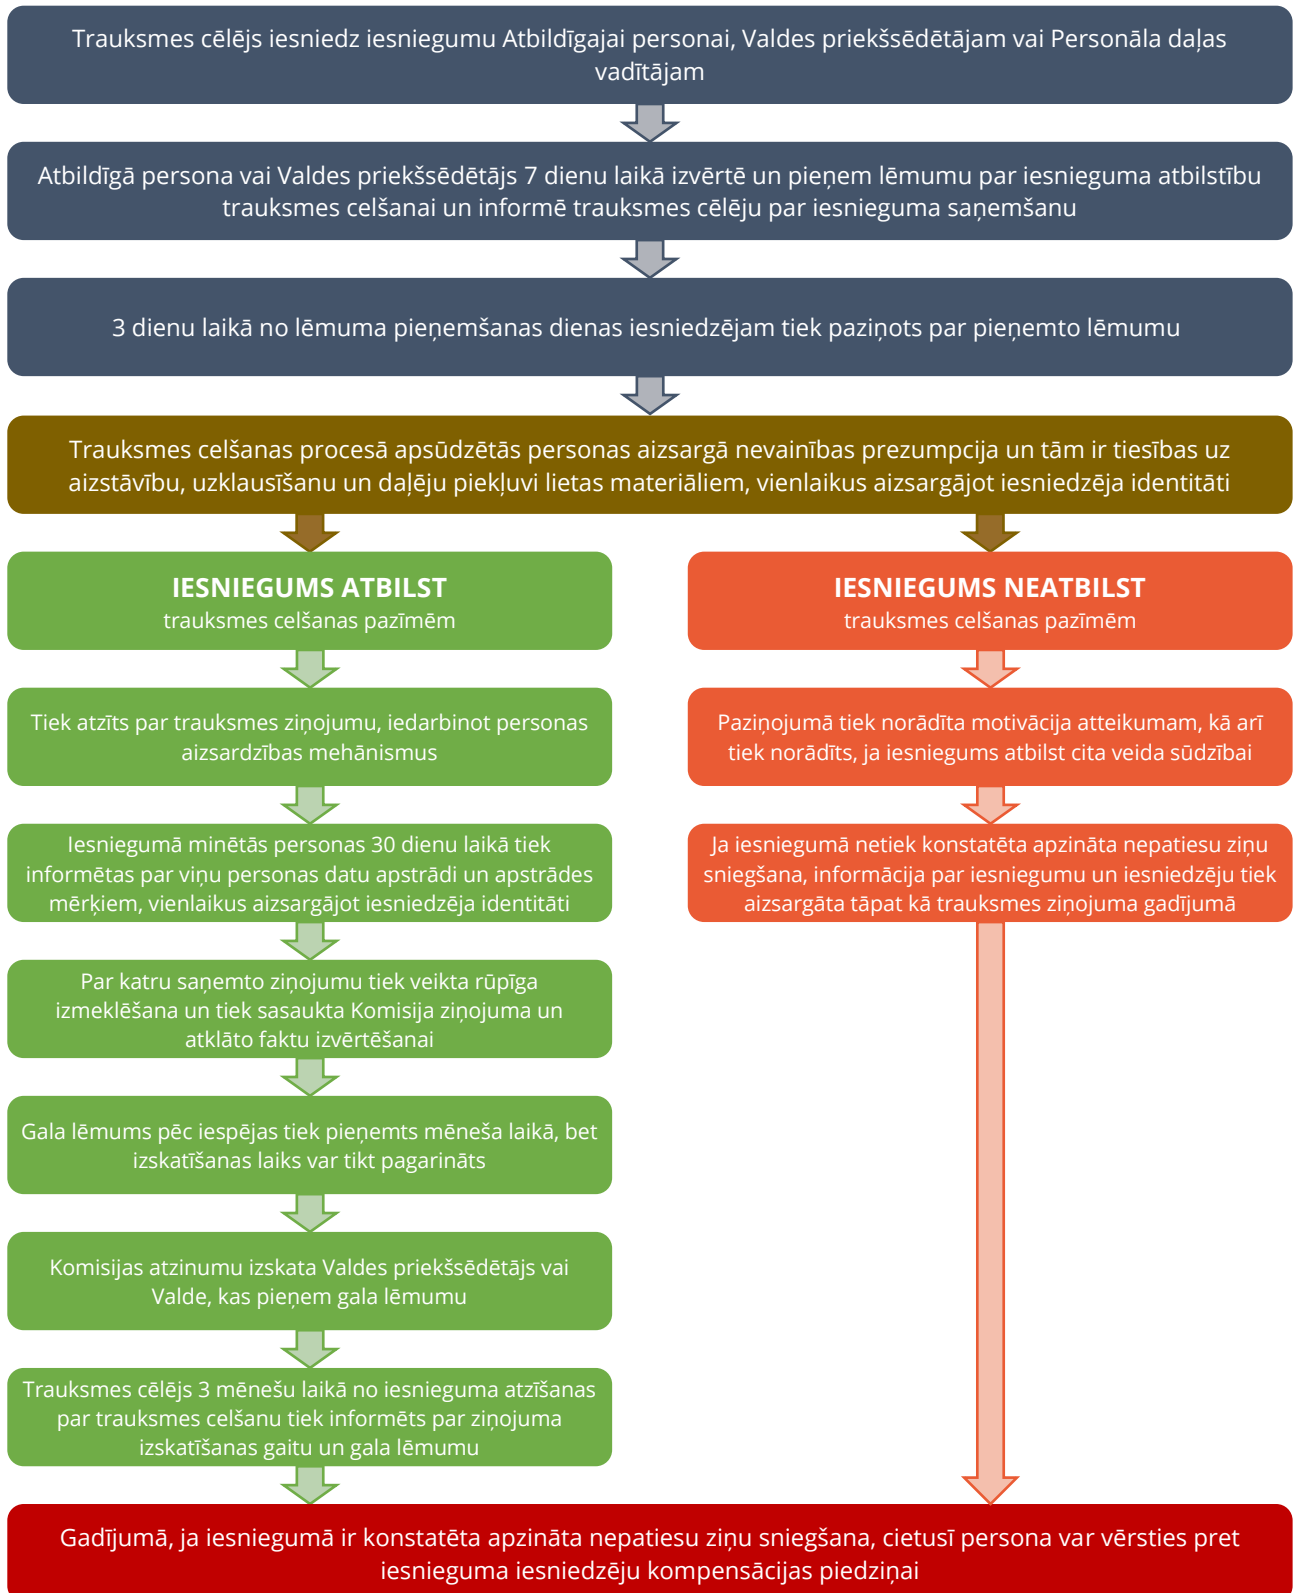 Trauksmes cēlējs iesniedz iesniegumu Atbildīgajai personai, Valdes priekšsēdētājam vai Personāla daļas
vadītājam
Atbildīgā persona vai Valdes priekšsēdētājs 7 dienu laikā izvērtē un pieņem lēmumu par iesnieguma atbilstību
trauksmes celšanai un informē trauksmes cēlēju par iesnieguma saņemšanu
3 dienu laikā no lēmuma pieņemšanas dienas iesniedzējam tiek paziņots par pieņemto lēmumu
Trauksmes celšanas procesā apsūdzētās personas aizsargā nevainības prezumpcija un tām ir tiesības uz
aizstāvību, uzklausīšanu un daļēju piekļuvi lietas materiāliem, vienlaikus aizsargājot iesniedzēja identitāti
IESNIEGUMS ATBILST
trauksmes celšanas pazīmēm
Tiek atzīts par trauksmes ziņojumu, iedarbinot personas
aizsardzības mehānismus
Iesniegumā minētās personas 30 dienu laikā tiek
informētas par viņu personas datu apstrādi un apstrādes
mērķiem, vienlaikus aizsargājot iesniedzēja identitāti
Par katru saņemto ziņojumu tiek veikta rūpīga
izmeklēšana un tiek sasaukta Komisija ziņojuma un
atklāto faktu izvērtēšanai
Gala lēmums pēc iespējas tiek pieņemts mēneša laikā, bet
izskatīšanas laiks var tikt pagarināts
Komisijas atzinumu izskata Valdes priekšsēdētājs vai
Valde, kas pieņem gala lēmumu
Trauksmes cēlējs 3 mēnešu laikā no iesnieguma atzīšanas
par trauksmes celšanu tiek informēts par ziņojuma
izskatīšanas gaitu un gala lēmumu
IESNIEGUMS NEATBILST
trauksmes celšanas pazīmēm
Paziņojumā tiek norādīta motivācija atteikumam, kā arī
tiek norādīts, ja iesniegums atbilst cita veida sūdzībai
Ja iesniegumā netiek konstatēta apzināta nepatiesu ziņu
sniegšana, informācija par iesniegumu un iesniedzēju tiek
aizsargāta tāpat kā trauksmes ziņojuma gadījumā
Gadījumā, ja iesniegumā ir konstatēta apzināta nepatiesu ziņu sniegšana, cietusī persona var vērsties pret
iesnieguma iesniedzēju kompensācijas piedziņai